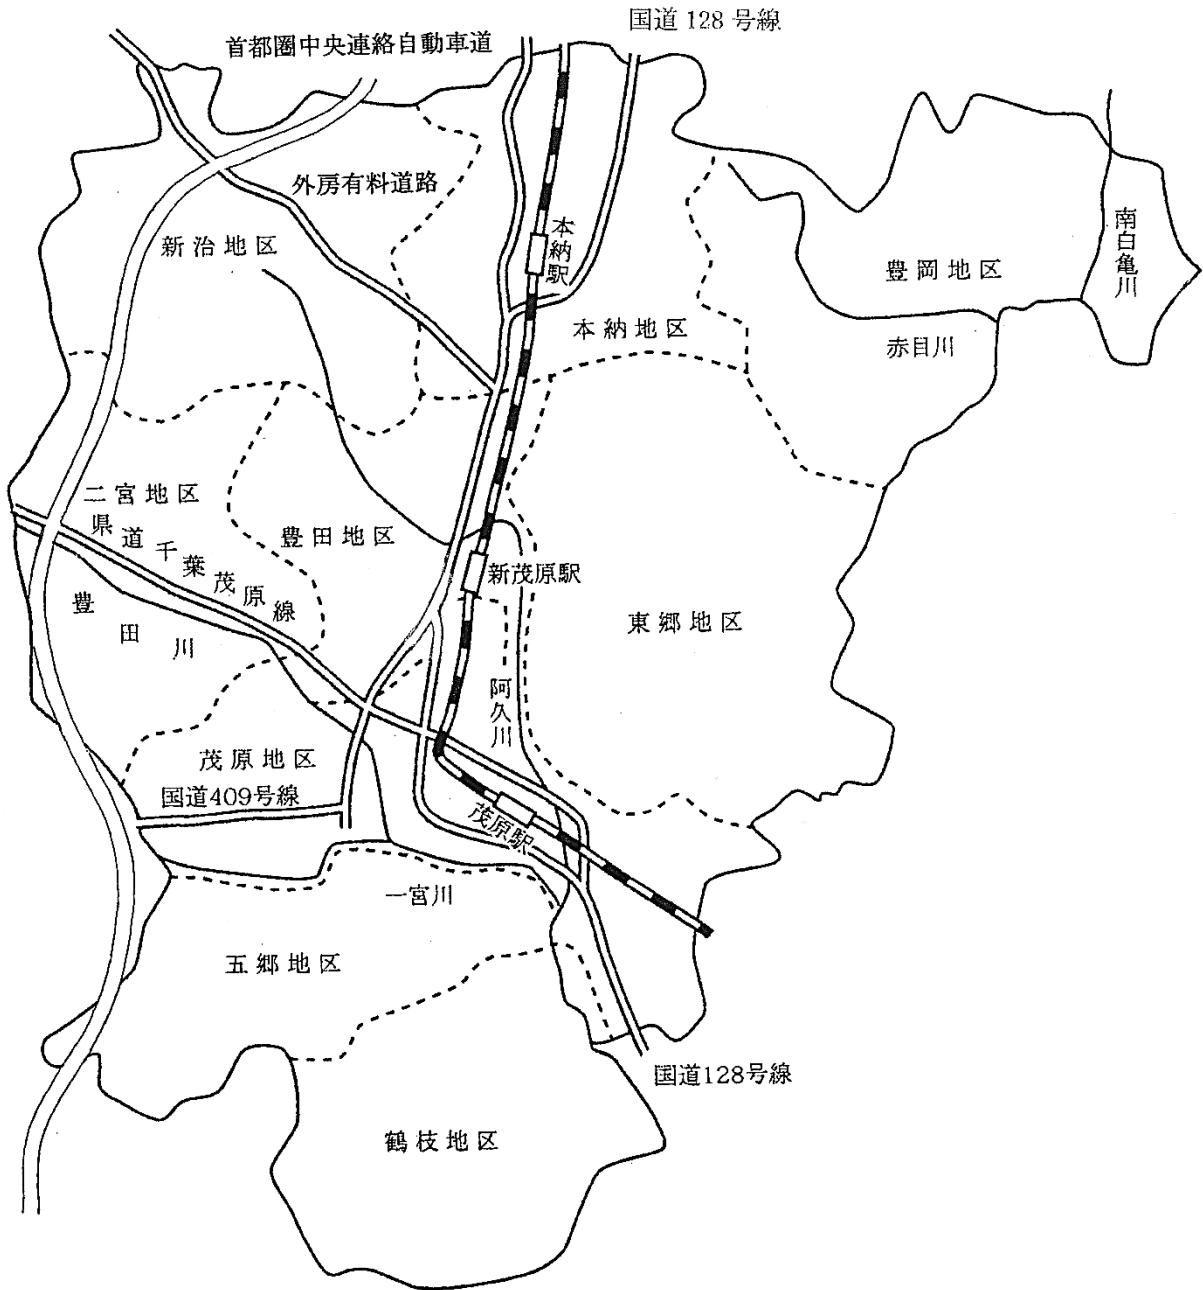 国道 128 号線
首都圏中央連絡自動車道
外房有料道路
本納駅
南白亀川
新治地区
豊岡地区
本納地区
赤目川
二宮地区
県道千葉茂原線
豊田地区
新茂原駅
豊田川
東郷地区
阿久川
茂原地区
国道409号線
茂原駅
一宮川
五郷地区
国道128号線
鶴枝地区